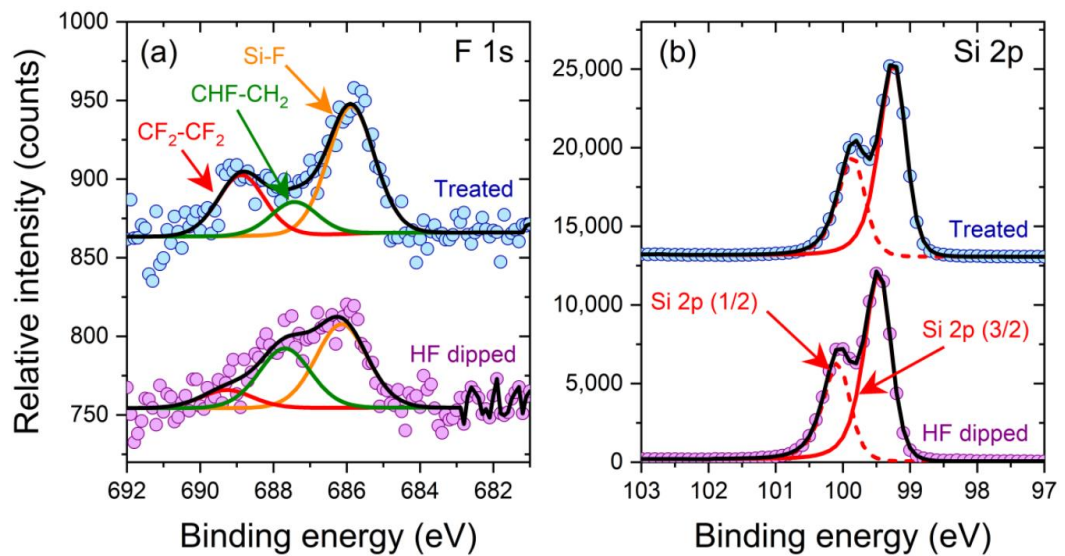 (a)
F 1s
Si-F
CHF-CH₂
CF₂-CF₂
Treated
HF dipped
1000
950
900
850
800
750
692
690
688
686
684
682
Relative intensity (counts)
Binding energy (eV)
(b)
Si 2p
Treated
Si 2p (1/2)
Si 2p (3/2)
HF dipped
25,000
20,000
15,000
10,000
5,000
0
103
102
101
100
99
98
97
Binding energy (eV)